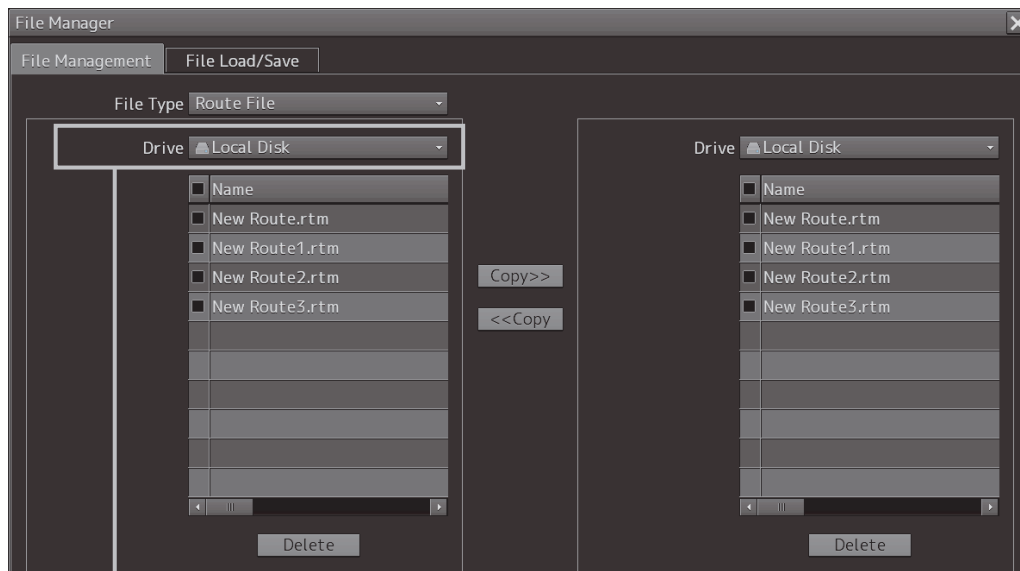 File Manager
File Management File Load/Save
File Type Route File
Drive Local Disk
Name
New Route.rtm
New Route1.rtm
New Route2.rtm
New Route3.rtm
Delete
Copy>>
<<Copy
Drive Local Disk
Name
New Route.rtm
New Route1.rtm
New Route2.rtm
New Route3.rtm
Delete